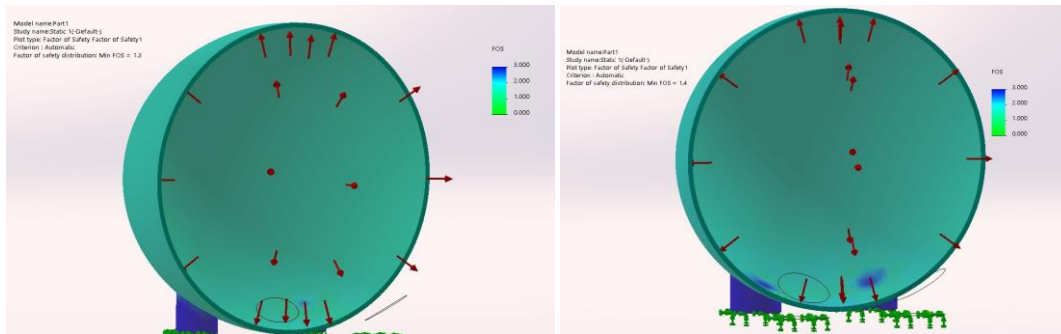 Model name:Part1
Study name:Static 1(-Default-)
Plot type: Factor of Safety Factor of Safety1
Criterion : Automatic
Factor of safety distribution: Min FOS = 1.3
FOS
3.000
2.000
1.000
0.000
Model name:Part1
Study name:Static 1(-Default-)
Plot type: Factor of Safety Factor of Safety1
Criterion : Automatic
Factor of safety distribution: Min FOS = 1.4
FOS
3.000
2.000
1.000
0.000